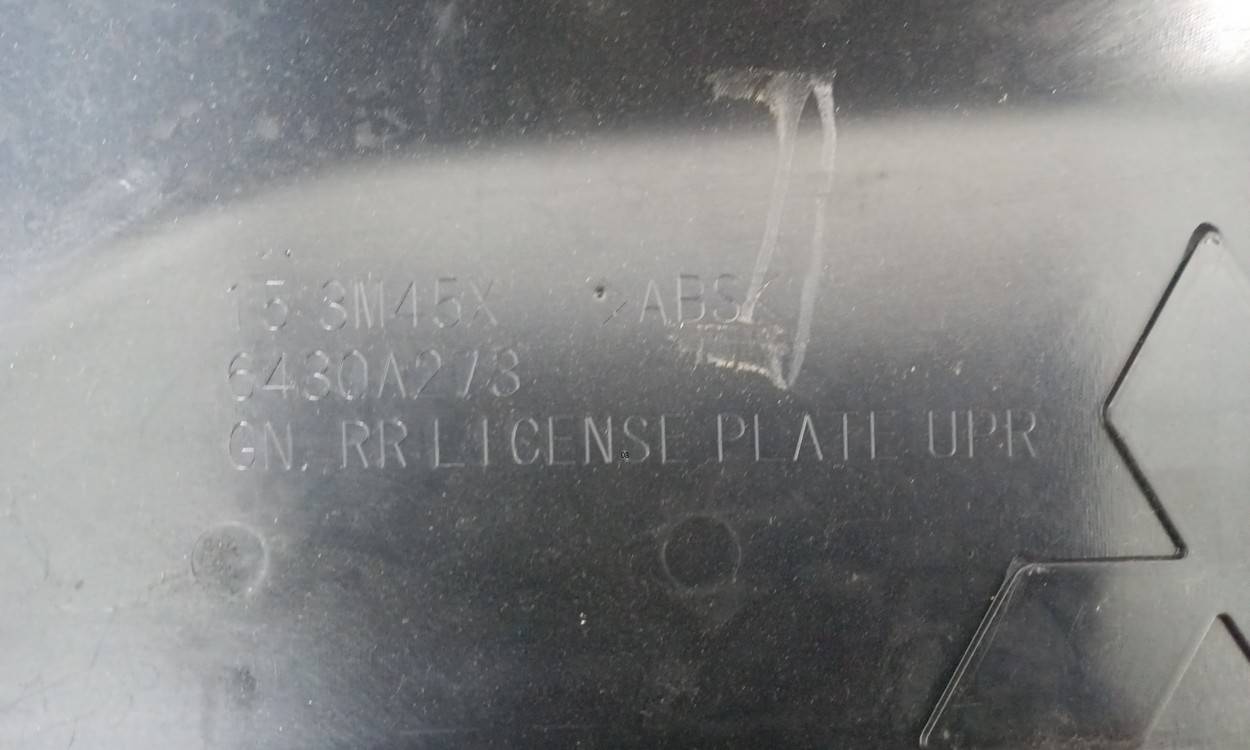 15 3M45X >ABS<
6430A273
GN. RR LICENSE PLATE UPR